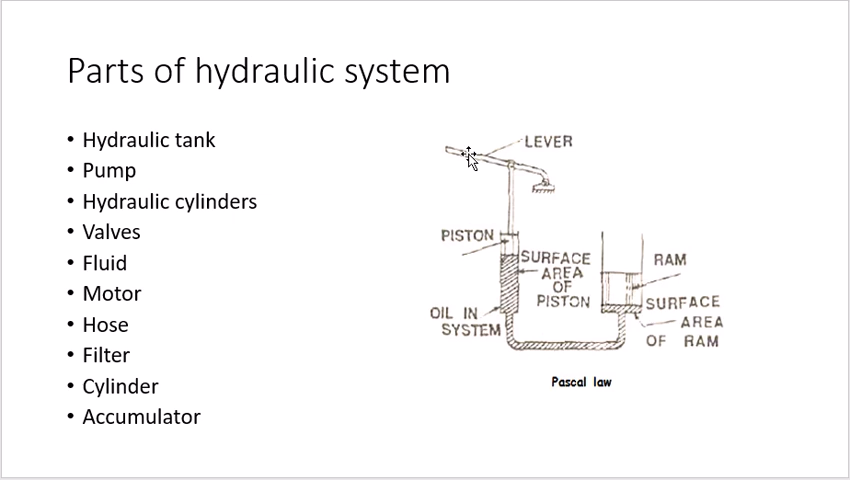 Parts of hydraulic system
• Hydraulic tank
• Pump
• Hydraulic cylinders
• Valves
• Fluid
• Motor
• Hose
• Filter
• Cylinder
• Accumulator
LEVER
PISTON
SURFACE
AREA
OF
PISTON
OIL IN
SYSTEM
RAM
SURFACE
AREA
OF RAM
Pascal law